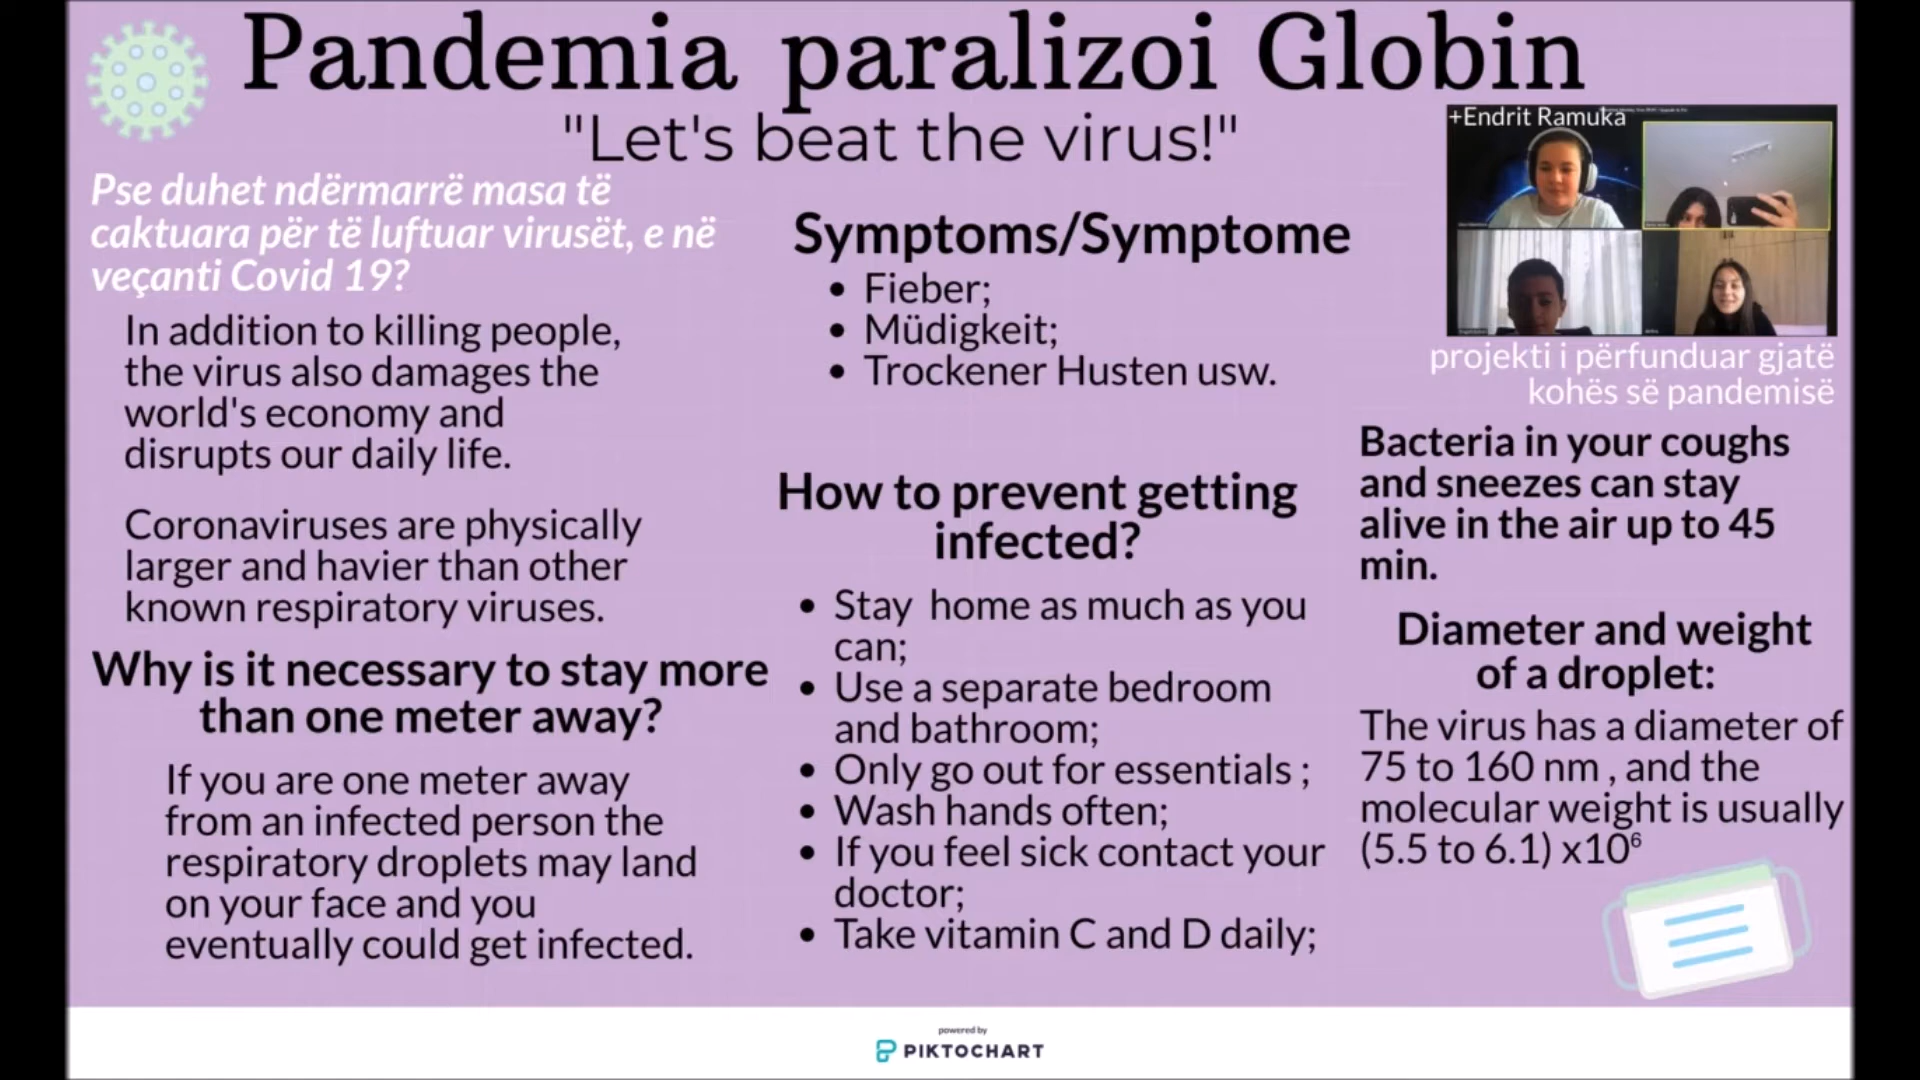 Pandemia paralizoi Globin
"Let's beat the virus!"
Pse duhet ndërmarrë masa të
caktuara për të luftuar virusët, e në
veçanti Covid 19?
In addition to killing people,
the virus also damages the
world's economy and
disrupts our daily life.
Coronaviruses are physically
larger and havier than other
known respiratory viruses.
Why is it necessary to stay more
than one meter away?
If you are one meter away
from an infected person the
respiratory droplets may land
on your face and you
eventually could get infected.
Symptoms/Symptome
• Fieber;
• Müdigkeit;
• Trockener Husten usw.
How to prevent getting
infected?
• Stay home as much as you
can;
• Use a separate bedroom
and bathroom;
• Only go out for essentials ;
• Wash hands often;
• If you feel sick contact your
doctor;
• Take vitamin C and D daily;
+Endrit Ramuka
projekti i përfunduar gjatë
kohës së pandemisë
Bacteria in your coughs
and sneezes can stay
alive in the air up to 45
min.
Diameter and weight
of a droplet:
The virus has a diameter of
75 to 160 nm , and the
molecular weight is usually
(5.5 to 6.1) x10⁶
powered by
PIKTOCHART